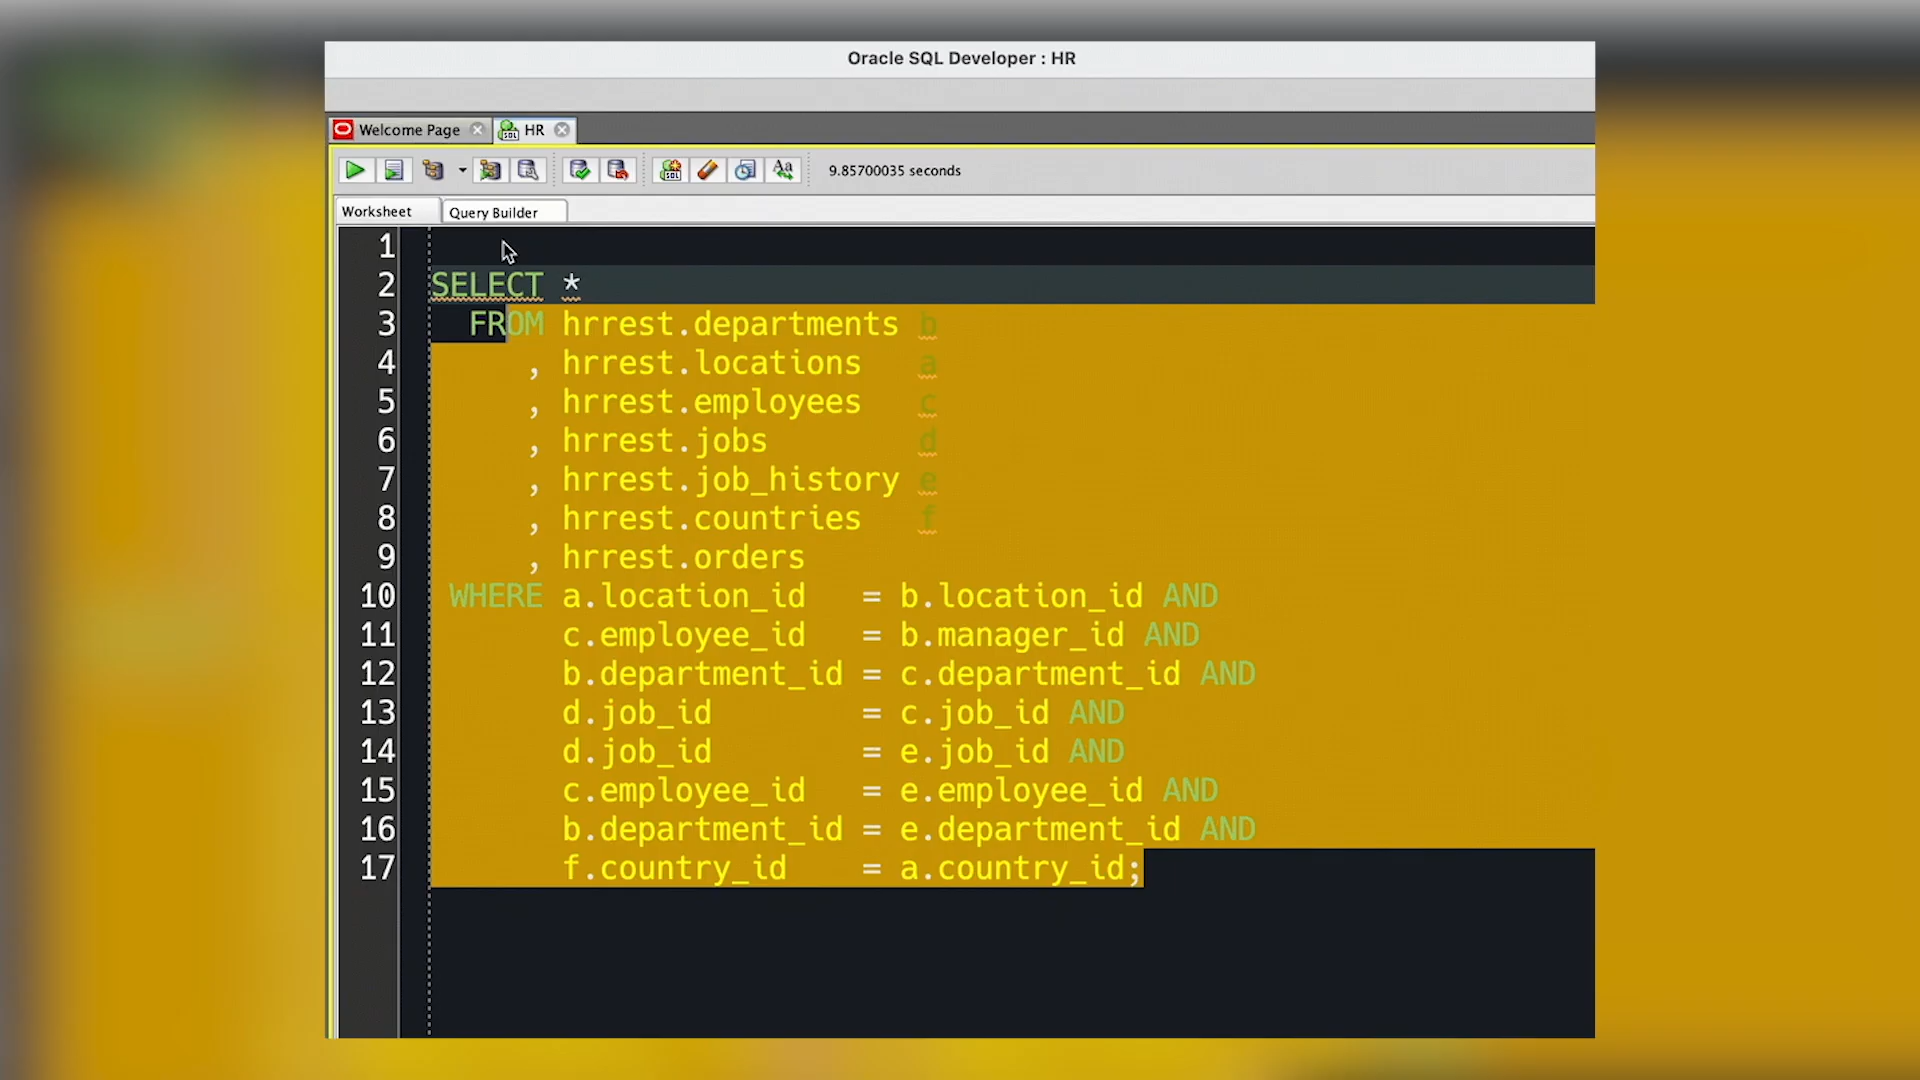 Oracle SQL Developer : HR
Welcome Page
HR
9.85700035 seconds
Worksheet
Query Builder
1
2 SELECT *
3 FROM hrrest.departments b
4 , hrrest.locations a
5 , hrrest.employees c
6 , hrrest.jobs d
7 , hrrest.job_history e
8 , hrrest.countries f
9 , hrrest.orders
10 WHERE a.location_id = b.location_id AND
11 c.employee_id = b.manager_id AND
12 b.department_id = c.department_id AND
13 d.job_id = c.job_id AND
14 d.job_id = e.job_id AND
15 c.employee_id = e.employee_id AND
16 b.department_id = e.department_id AND
17 f.country_id = a.country_id;